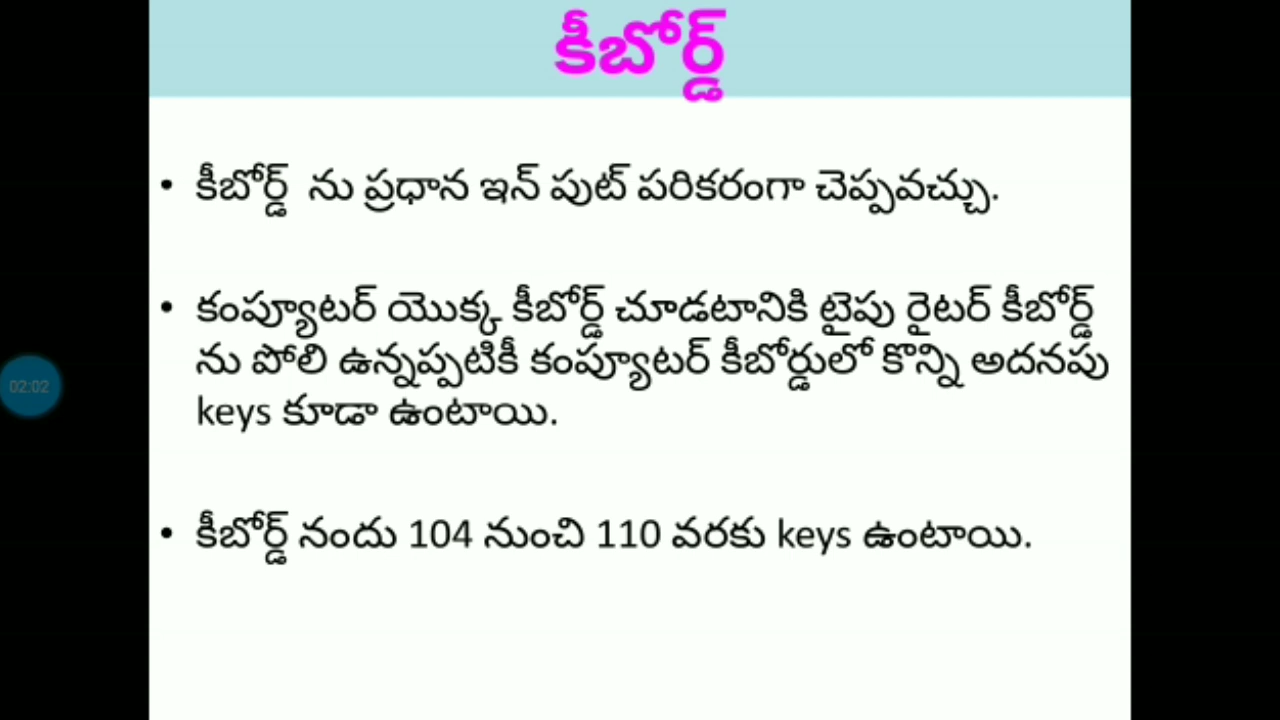 కీబోర్డ్
• కీబోర్డ్ ను ప్రధాన ఇన్ పుట్ పరికరంగా చెప్పవచ్చు.
• కంప్యూటర్ యొక్క కీబోర్డ్ చూడటానికి టైపు రైటర్ కీబోర్డ్
ను పోలి ఉన్నప్పటికీ కంప్యూటర్ కీబోర్డులో కొన్ని అదనపు
keys కూడా ఉంటాయి.
02:02
• కీబోర్డ్ నందు 104 నుంచి 110 వరకు keys ఉంటాయి.